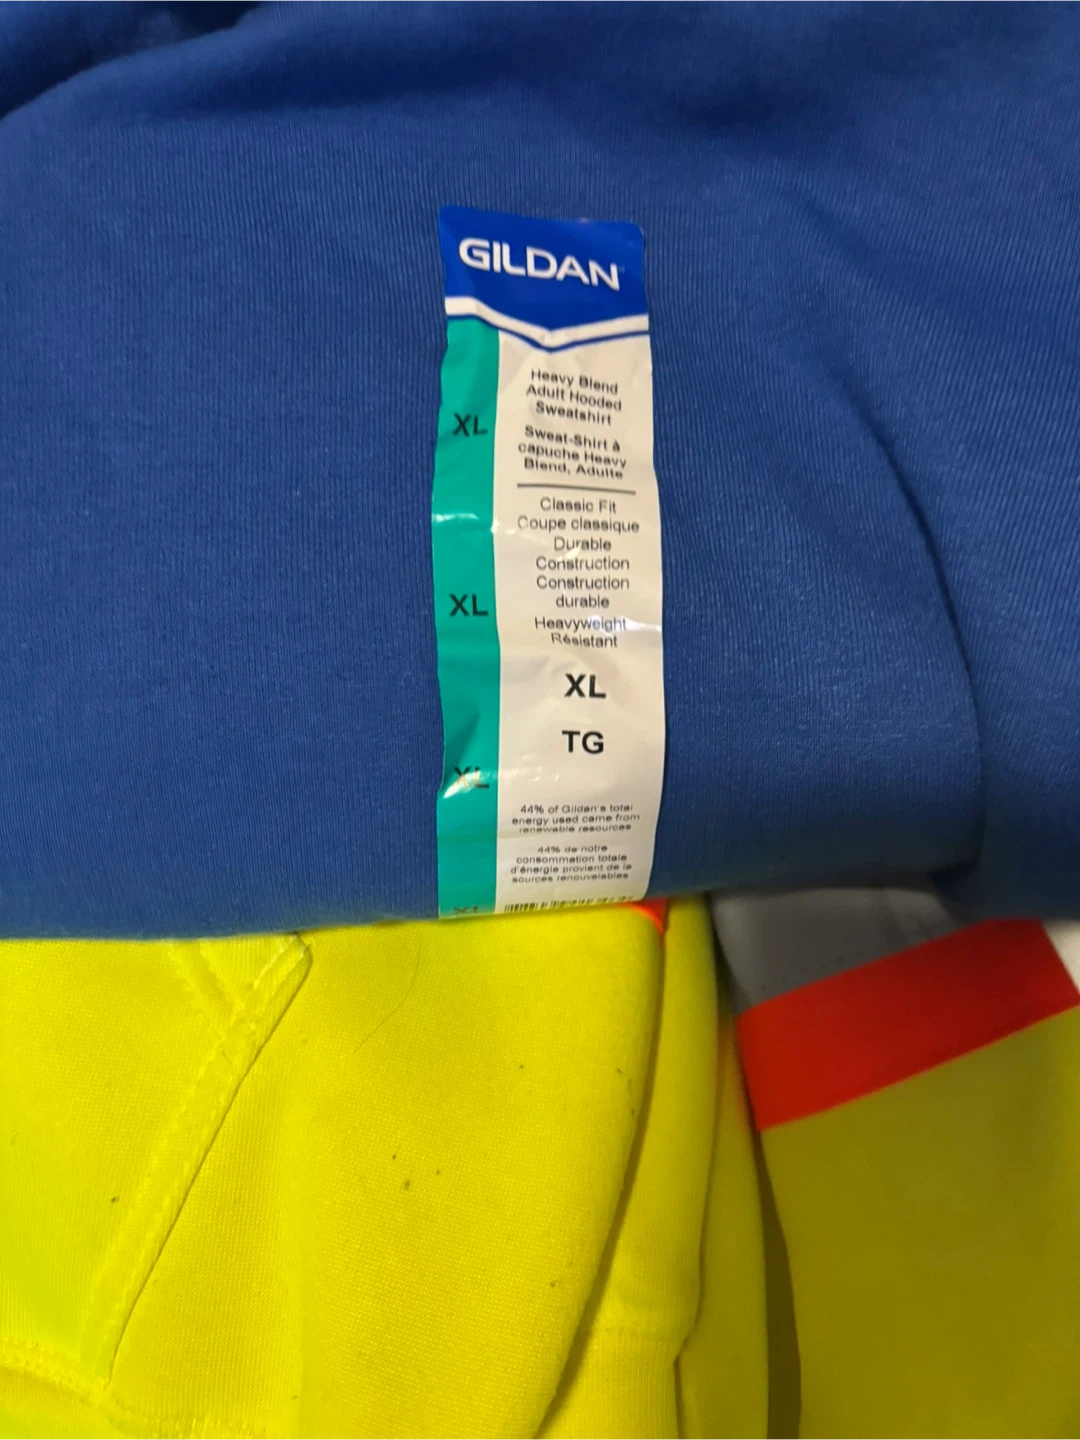 GILDAN
Heavy Blend
Adult Hooded
Sweatshirt
Sweat-Shirt à
capuche Heavy
Blend, Adulte
Classic Fit
Coupe classique
Durable
Construction
Construction
durable
Heavyweight
Résistant
XL
TG
44% of Gildan's total
energy used came from
renewable resources
44% de notre
consommation totale
d'énergie provient de la
sources renouvelables
XL
XL
XL
XL